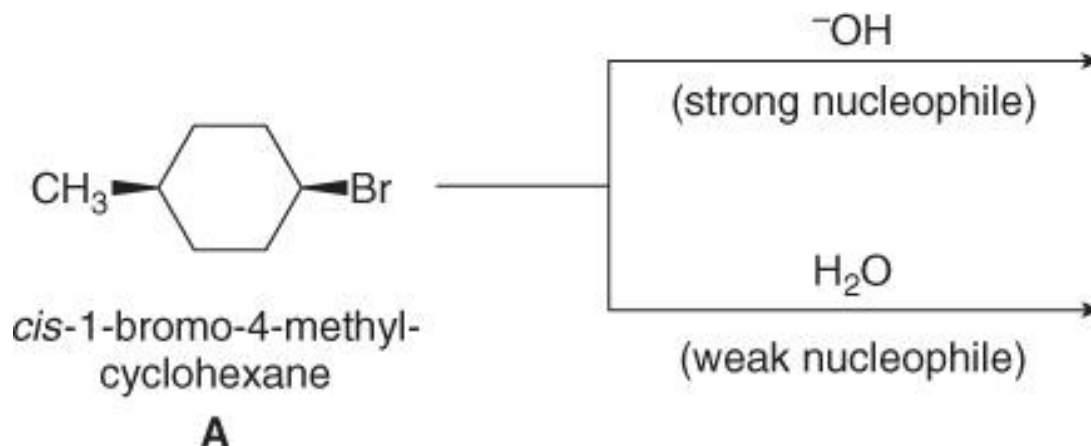 ⁻OH
(strong nucleophile)
CH₃
Br
H₂O
(weak nucleophile)
cis-1-bromo-4-methyl-
cyclohexane
A